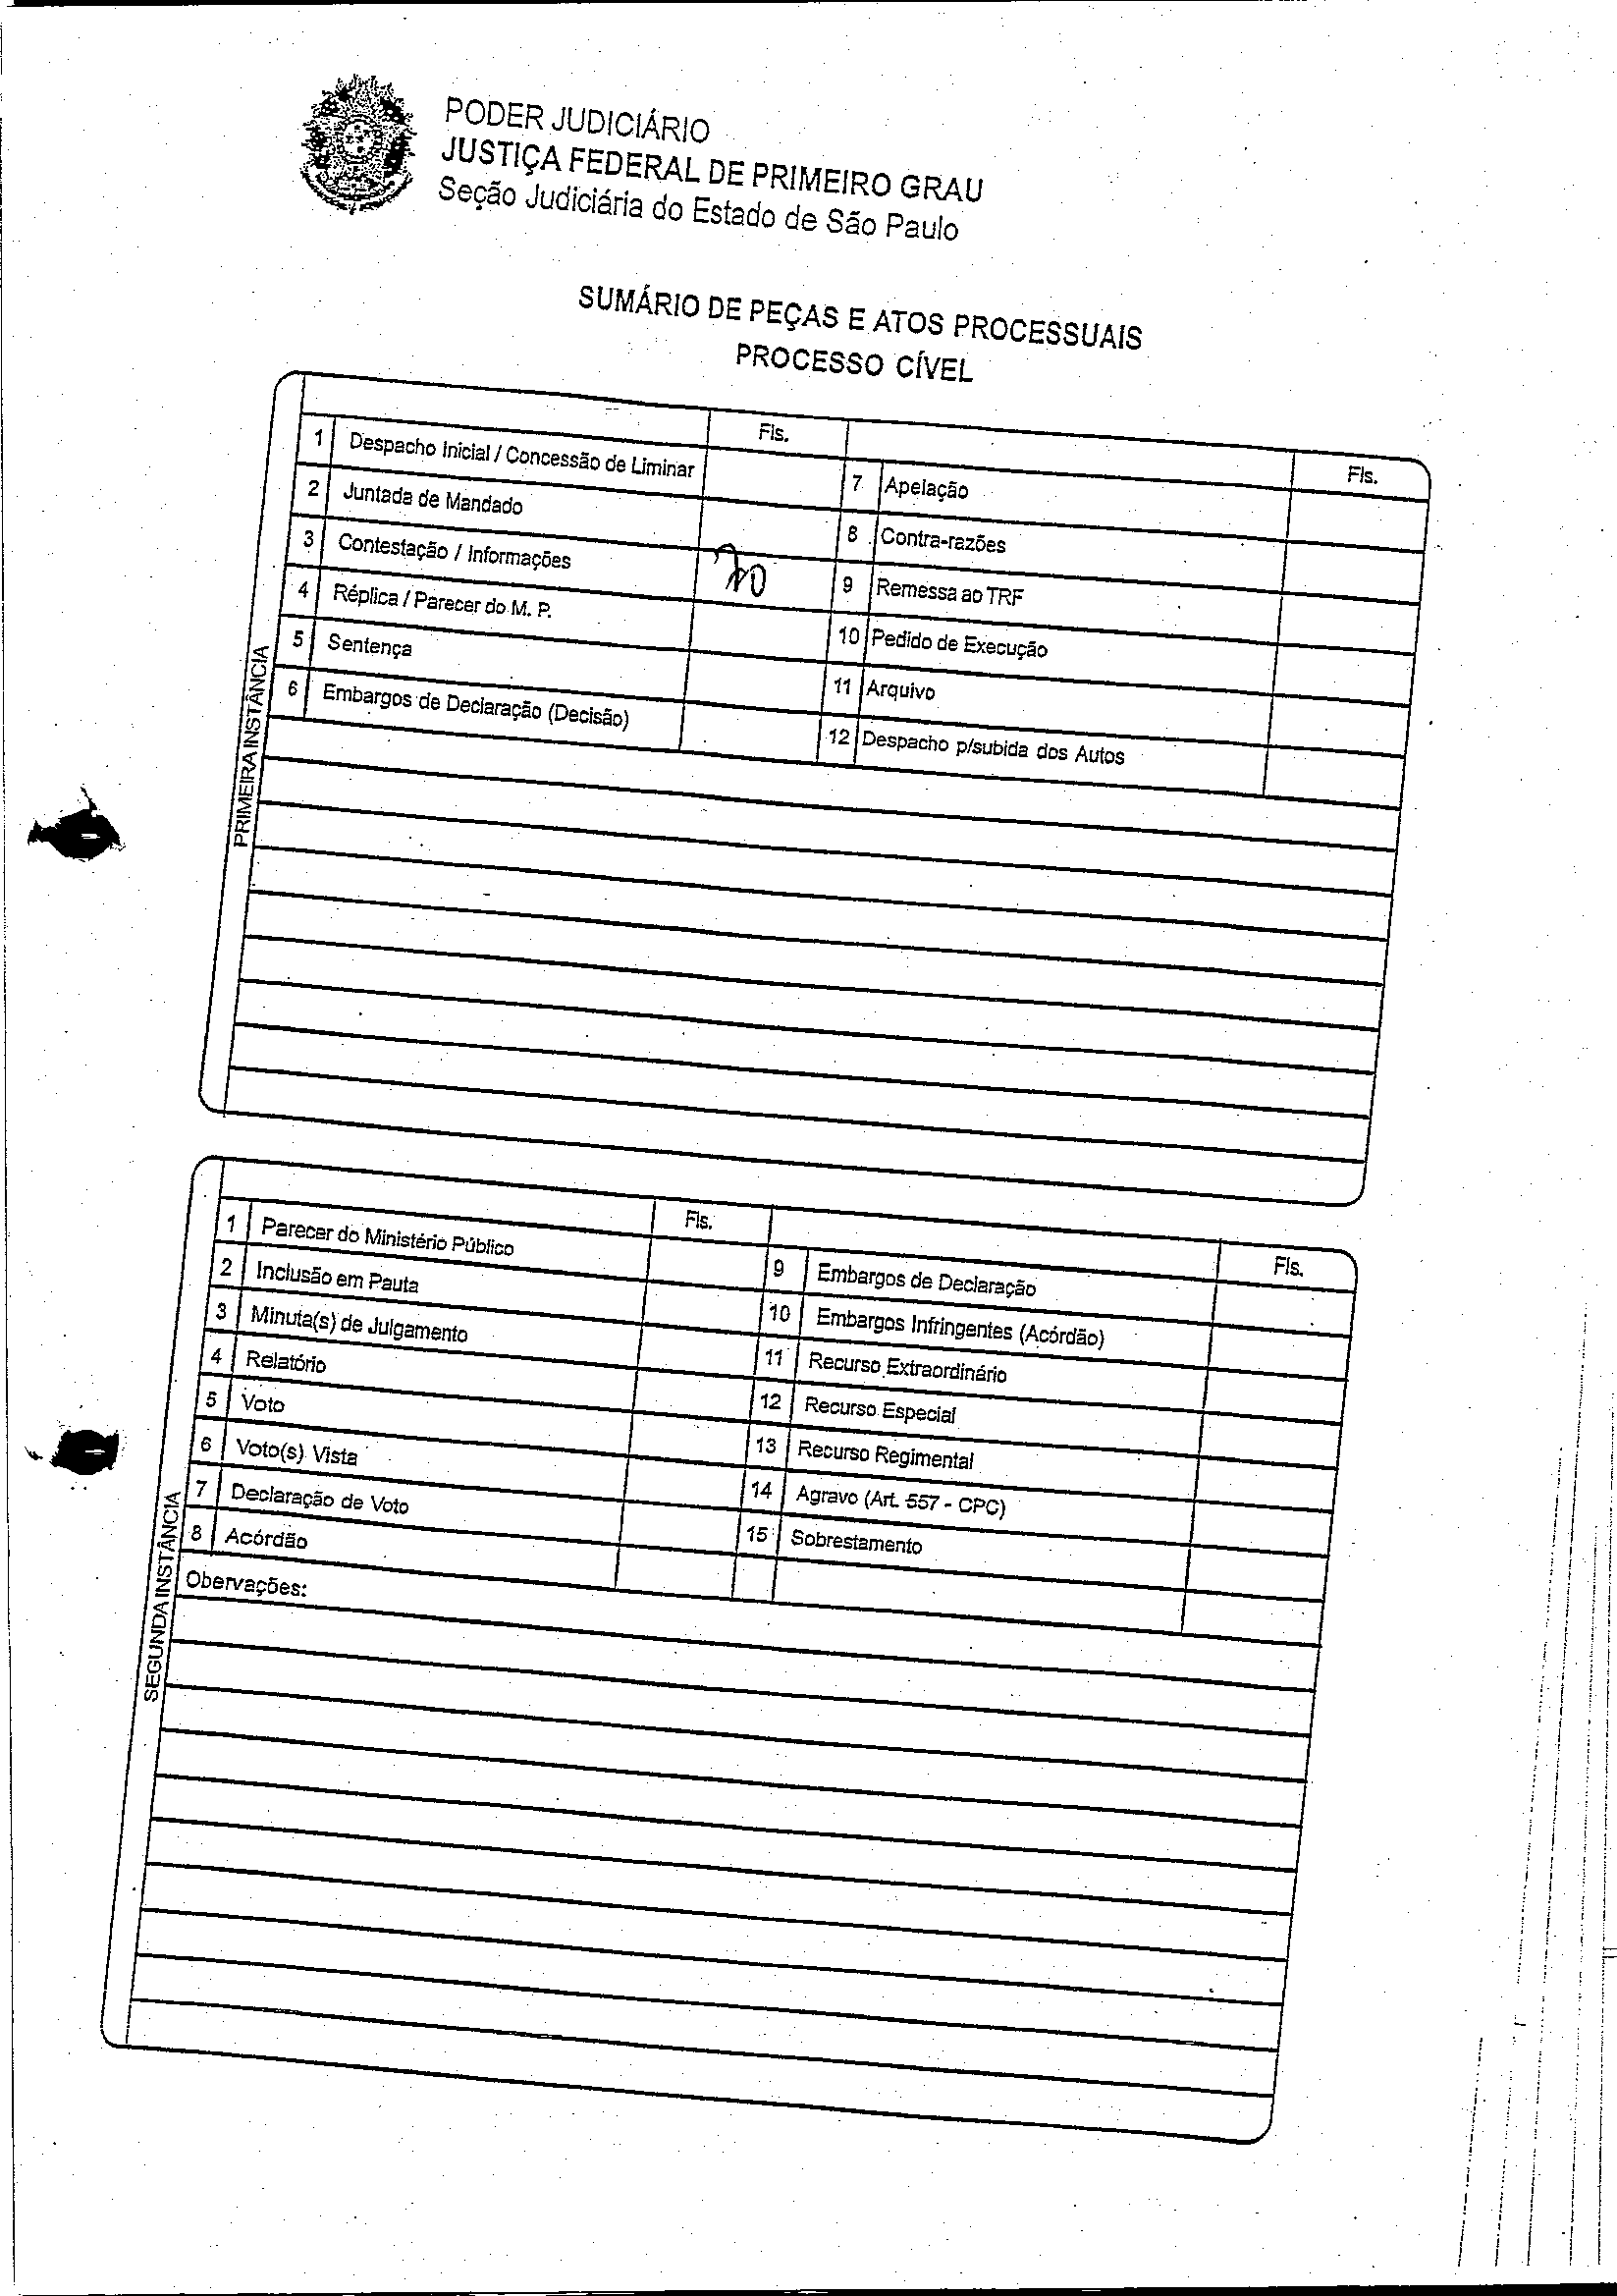 PODER JUDICIÁRIO
JUSTIÇA FEDERAL DE PRIMEIRO GRAU
Seção Judiciária do Estado de São Paulo
SUMÁRIO DE PEÇAS E ATOS PROCESSUAIS
PROCESSO CÍVEL
PRIMEIRA INSTÂNCIA
Fls.
1 Despacho Inicial / Concessão de Liminar
2 Juntada de Mandado
3 Contestação / Informações
4 Réplica / Parecer do M. P.
5 Sentença
6 Embargos de Declaração (Decisão)
Fls.
7 Apelação
8 Contra-razões
9 Remessa ao TRF
10 Pedido de Execução
11 Arquivo
12 Despacho p/subida dos Autos
SEGUNDA INSTÂNCIA
Fls.
1 Parecer do Ministério Público
2 Inclusão em Pauta
3 Minuta(s) de Julgamento
4 Relatório
5 Voto
6 Voto(s) Vista
7 Declaração de Voto
8 Acórdão
Fls.
9 Embargos de Declaração
10 Embargos Infringentes (Acórdão)
11 Recurso Extraordinário
12 Recurso Especial
13 Recurso Regimental
14 Agravo (Art. 557 - CPC)
15 Sobrestamento
Obervações: